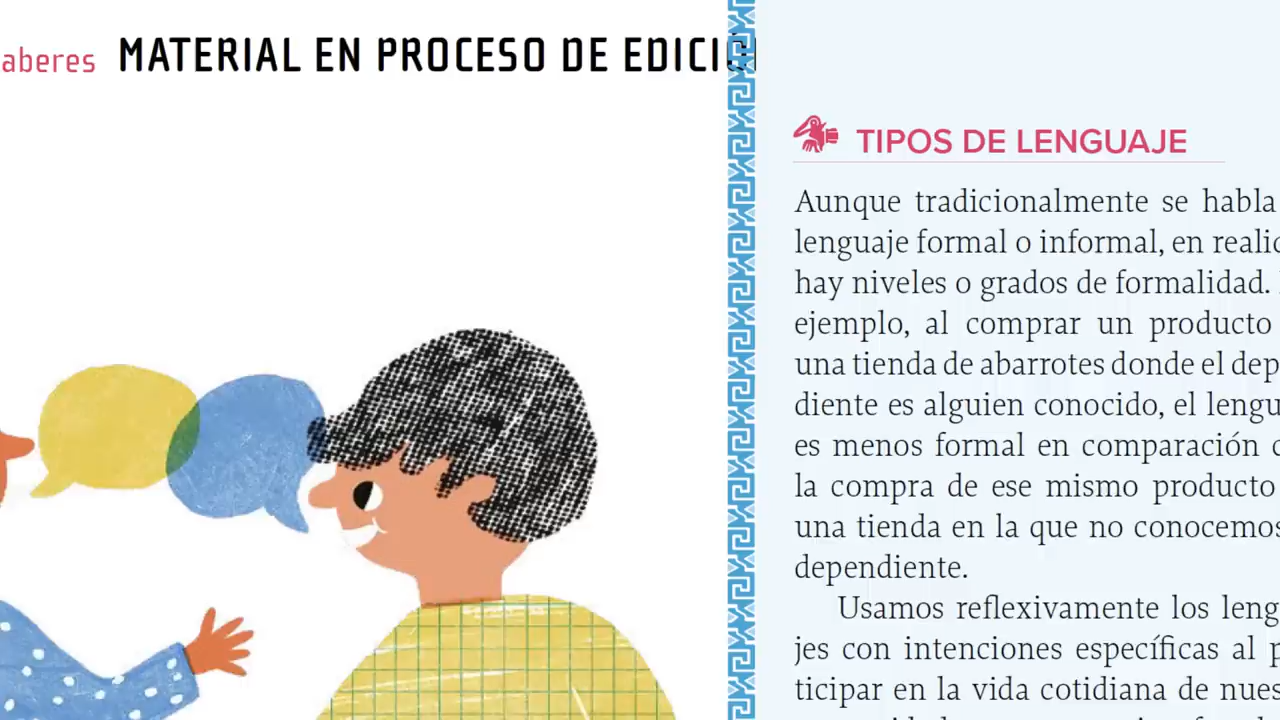 aberes MATERIAL EN PROCESO DE EDICIÓ
TIPOS DE LENGUAJE
Aunque tradicionalmente se habla
lenguaje formal o informal, en realid
hay niveles o grados de formalidad.
ejemplo, al comprar un producto
una tienda de abarrotes donde el dep
diente es alguien conocido, el lengu
es menos formal en comparación c
la compra de ese mismo producto
una tienda en la que no conocemos
dependiente.
Usamos reflexivamente los leng
jes con intenciones específicas al p
ticipar en la vida cotidiana de nues